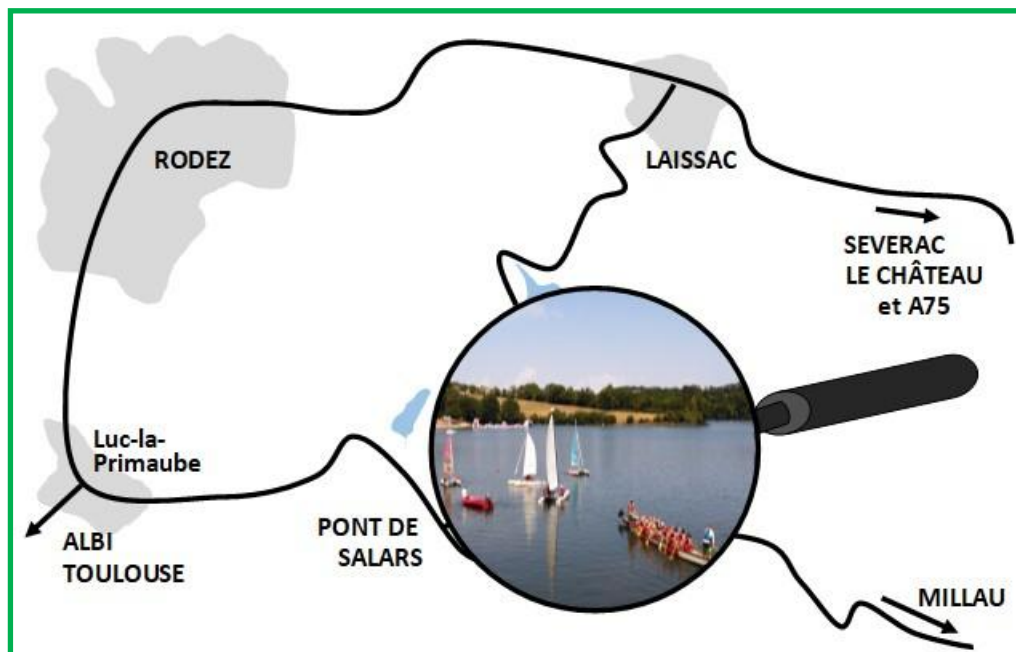 RODEZ
LAISSAC
SEVERAC
LE CHÂTEAU
et A75
Luc-la-
Primaube
ALBI
TOULOUSE
PONT DE
SALARS
MILLAU